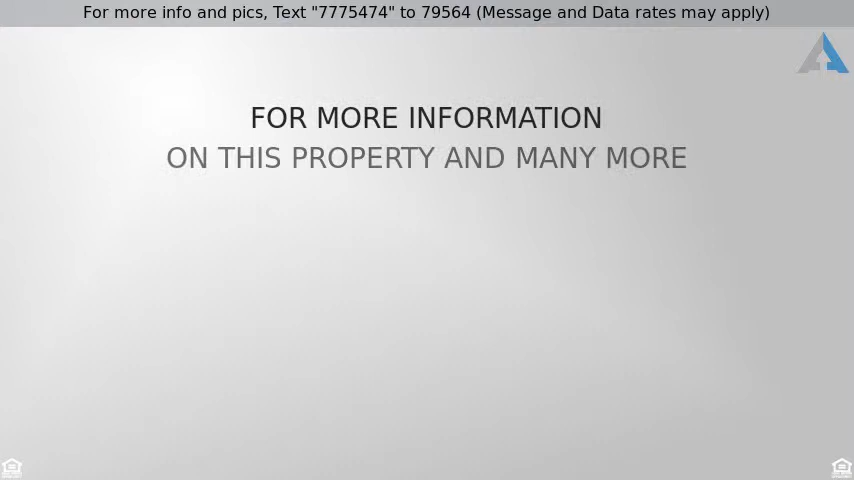 For more info and pics, Text "7775474" to 79564 (Message and Data rates may apply)
FOR MORE INFORMATION
ON THIS PROPERTY AND MANY MORE